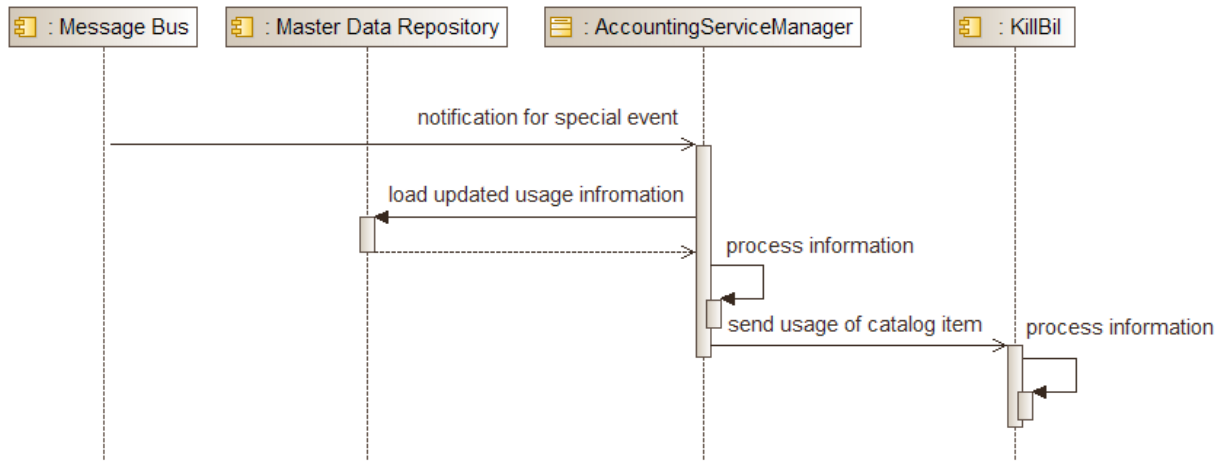 : Message Bus
: Master Data Repository
: AccountingServiceManager
: KillBil
notification for special event
load updated usage infromation
process information
send usage of catalog item
process information